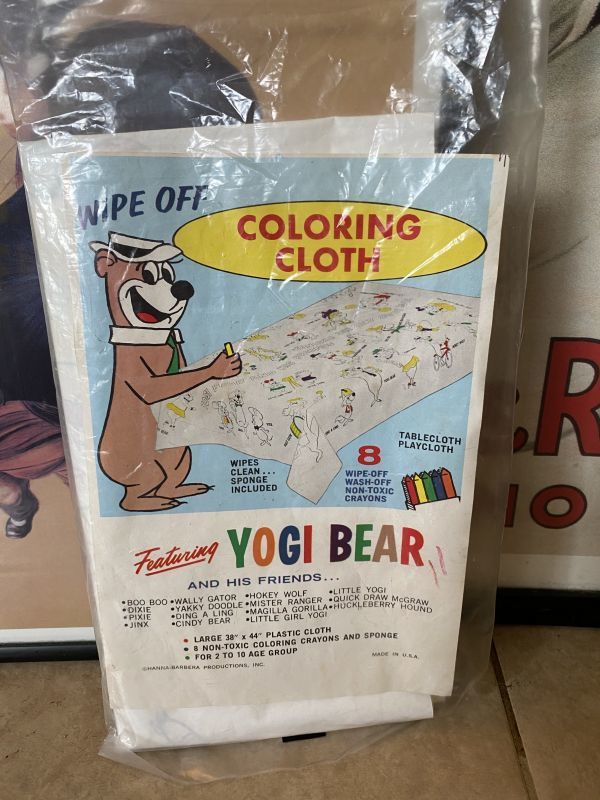 WIPE OFF
COLORING
CLOTH
WIPES
CLEAN...
SPONGE
INCLUDED
8
WIPE-OFF
WASH-OFF
NON-TOXIC
CRAYONS
TABLECLOTH
PLAYCLOTH
Featuring YOGI BEAR
AND HIS FRIENDS...
•BOO BOO •WALLY GATOR •HOKEY WOLF •LITTLE YOGI
•DIXIE •YAKKY DOODLE •MISTER RANGER •QUICK DRAW McGRAW
•PIXIE •DING A LING •MAGILLA GORILLA •HUCKLEBERRY HOUND
•JINX •CINDY BEAR •LITTLE GIRL YOGI
• LARGE 38" x 44" PLASTIC CLOTH
• 8 NON-TOXIC COLORING CRAYONS AND SPONGE
• FOR 2 TO 10 AGE GROUP
©HANNA-BARBERA PRODUCTIONS, INC.
MADE IN U.S.A.
R
IO